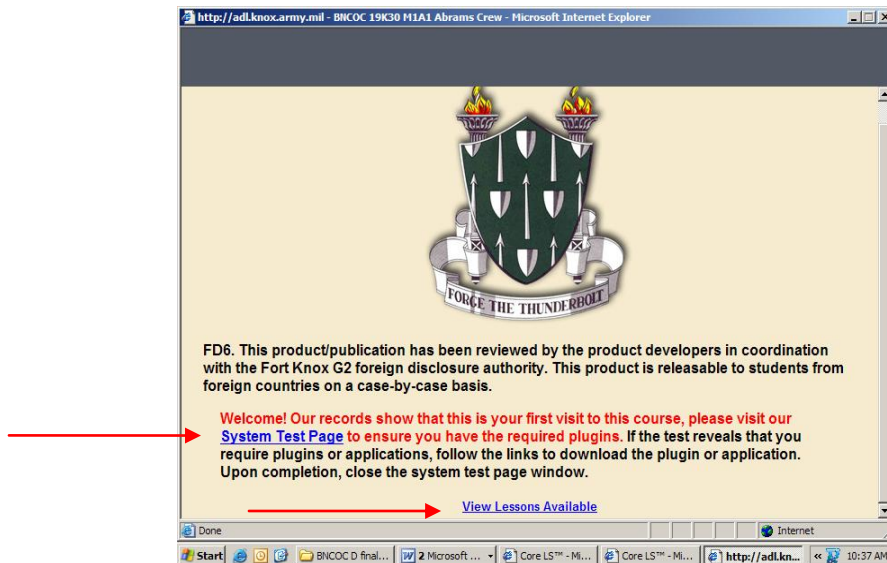 http://adl.knox.army.mil - BNCOC 19K30 M1A1 Abrams Crew - Microsoft Internet Explorer
FORGE THE THUNDERBOLT
FD6. This product/publication has been reviewed by the product developers in coordination
with the Fort Knox G2 foreign disclosure authority. This product is releasable to students from
foreign countries on a case-by-case basis.
Welcome! Our records show that this is your first visit to this course, please visit our
System Test Page to ensure you have the required plugins. If the test reveals that you
require plugins or applications, follow the links to download the plugin or application.
Upon completion, close the system test page window.
View Lessons Available
Done Internet
Start BNCOC D final... 2 Microsoft ... Core LS™ - Mi... Core LS™ - Mi... http://adl.kn... « 10:37 AM